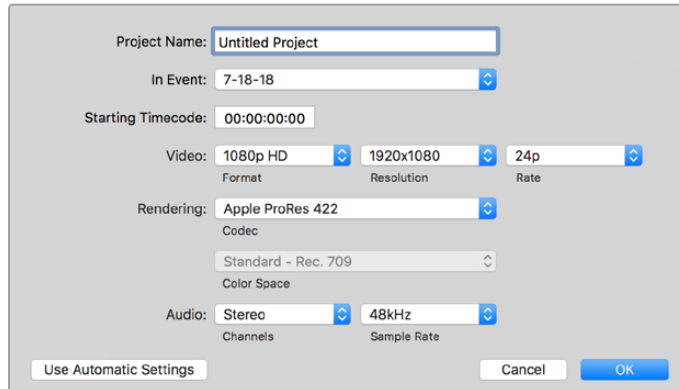 Project Name: Untitled Project
In Event: 7-18-18
Starting Timecode: 00:00:00:00
Video: 1080p HD 1920x1080 24p
Format Resolution Rate
Rendering: Apple ProRes 422
Codec
Standard - Rec. 709
Color Space
Audio: Stereo 48kHz
Channels Sample Rate
Use Automatic Settings Cancel OK